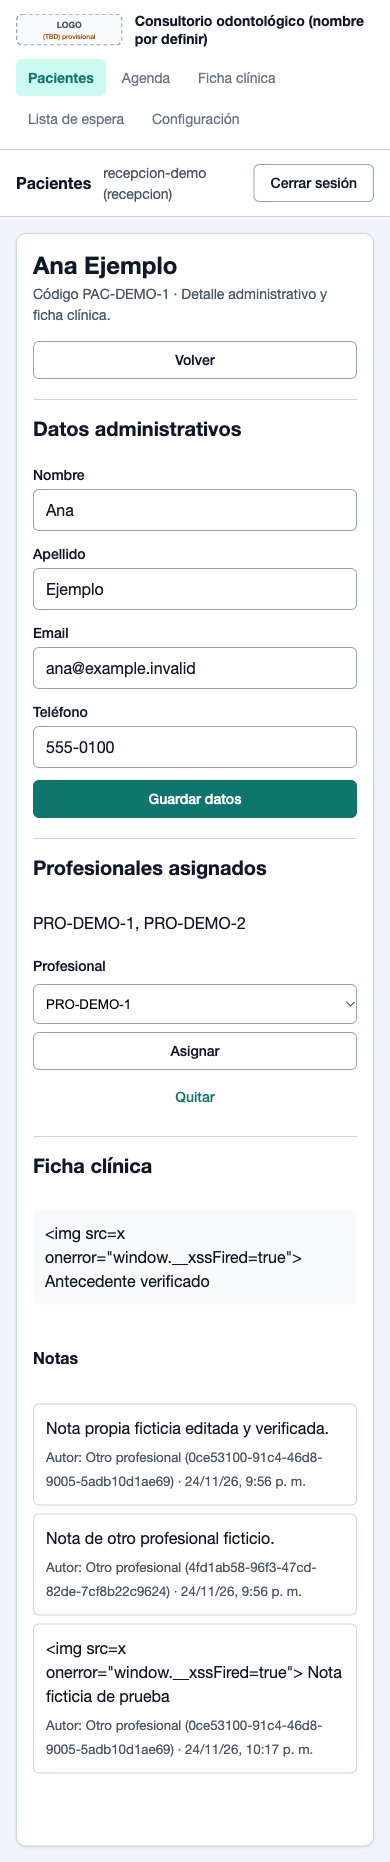 LOGO
(TBD) provisional
Consultorio odontológico (nombre
por definir)
Pacientes
Agenda
Ficha clínica
Lista de espera
Configuración
Pacientes
recepcion-demo
(recepcion)
Cerrar sesión
Ana Ejemplo
Código PAC-DEMO-1 · Detalle administrativo y
ficha clínica.
Volver
Datos administrativos
Nombre
Ana
Apellido
Ejemplo
Email
ana@example.invalid
Teléfono
555-0100
Guardar datos
Profesionales asignados
PRO-DEMO-1, PRO-DEMO-2
Profesional
PRO-DEMO-1
Asignar
Quitar
Ficha clínica
<img src=x
onerror="window.__xssFired=true">
Antecedente verificado
Notas
Nota propia ficticia editada y verificada.
Autor: Otro profesional (0ce53100-91c4-46d8-
9005-5adb10d1ae69) · 24/11/26, 9:56 p. m.
Nota de otro profesional ficticio.
Autor: Otro profesional (4fd1ab58-96f3-47cd-
82de-7cf8b22c9624) · 24/11/26, 9:56 p. m.
<img src=x
onerror="window.__xssFired=true"> Nota
ficticia de prueba
Autor: Otro profesional (0ce53100-91c4-46d8-
9005-5adb10d1ae69) · 24/11/26, 10:17 p. m.